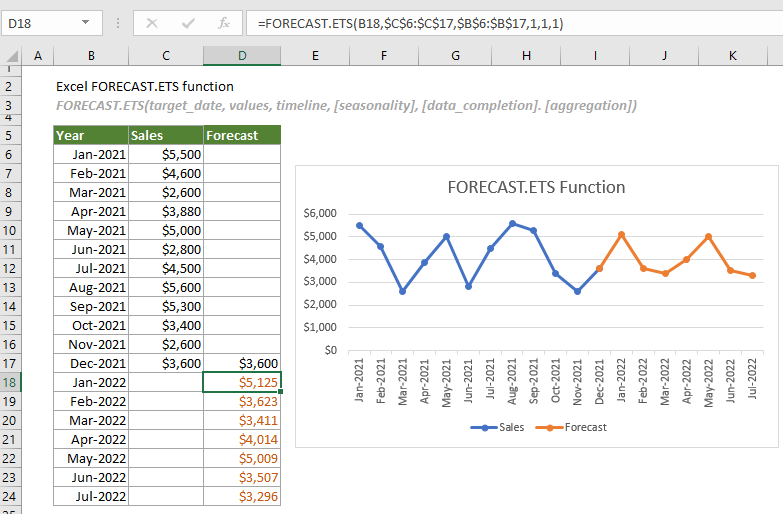 D18 fx =FORECAST.ETS(B18,$C$6:$C$17,$B$6:$B$17,1,1,1)
A B C D E F G H I J K
1
2 Excel FORECAST.ETS function
3 FORECAST.ETS(target_date, values, timeline, [seasonality], [data_completion]. [aggregation])
4
5 Year Sales Forecast
6 Jan-2021 $5,500
7 Feb-2021 $4,600
8 Mar-2021 $2,600
9 Apr-2021 $3,880
10 May-2021 $5,000
11 Jun-2021 $2,800
12 Jul-2021 $4,500
13 Aug-2021 $5,600
14 Sep-2021 $5,300
15 Oct-2021 $3,400
16 Nov-2021 $2,600
17 Dec-2021 $3,600 $3,600
18 Jan-2022 $5,125
19 Feb-2022 $3,623
20 Mar-2022 $3,411
21 Apr-2022 $4,014
22 May-2022 $5,009
23 Jun-2022 $3,507
24 Jul-2022 $3,296
25
FORECAST.ETS Function
$6,000
$5,000
$4,000
$3,000
$2,000
$1,000
$0
Jan-2021 Feb-2021 Mar-2021 Apr-2021 May-2021 Jun-2021 Jul-2021 Aug-2021 Sep-2021 Oct-2021 Nov-2021 Dec-2021 Jan-2022 Feb-2022 Mar-2022 Apr-2022 May-2022 Jun-2022 Jul-2022
Sales Forecast